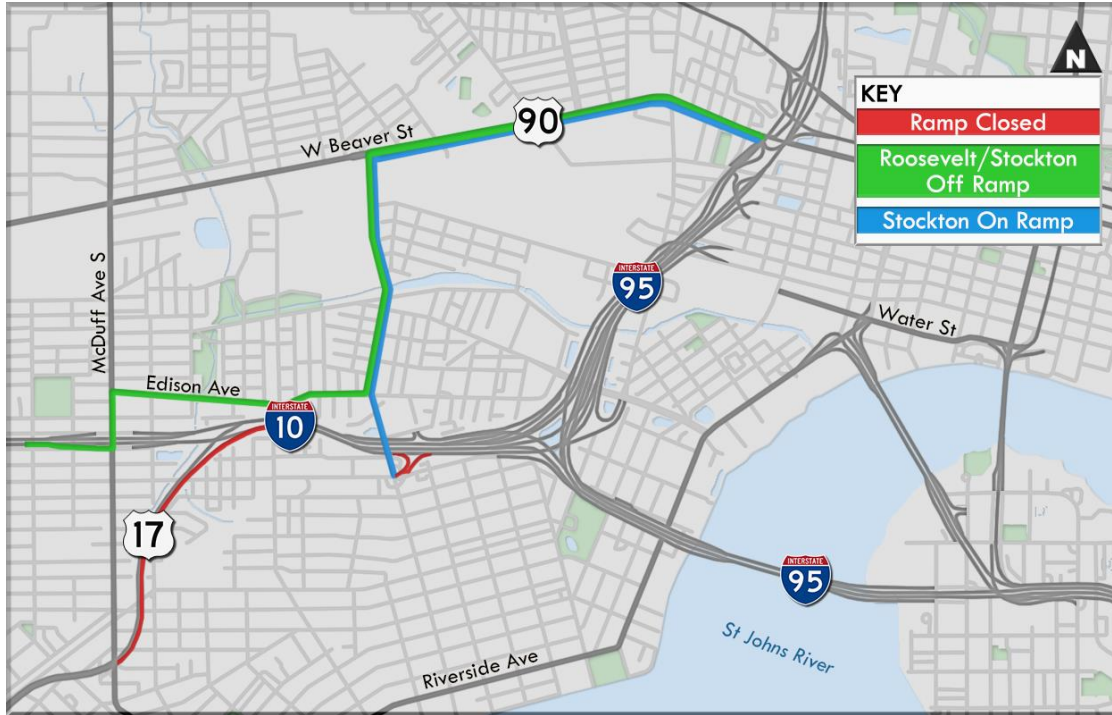 N
KEY
Ramp Closed
Roosevelt/Stockton
Off Ramp
Stockton On Ramp
90
W Beaver St
INTERSTATE
95
McDuff Ave S
Water St
Edison Ave
INTERSTATE
10
17
INTERSTATE
95
St Johns River
Riverside Ave